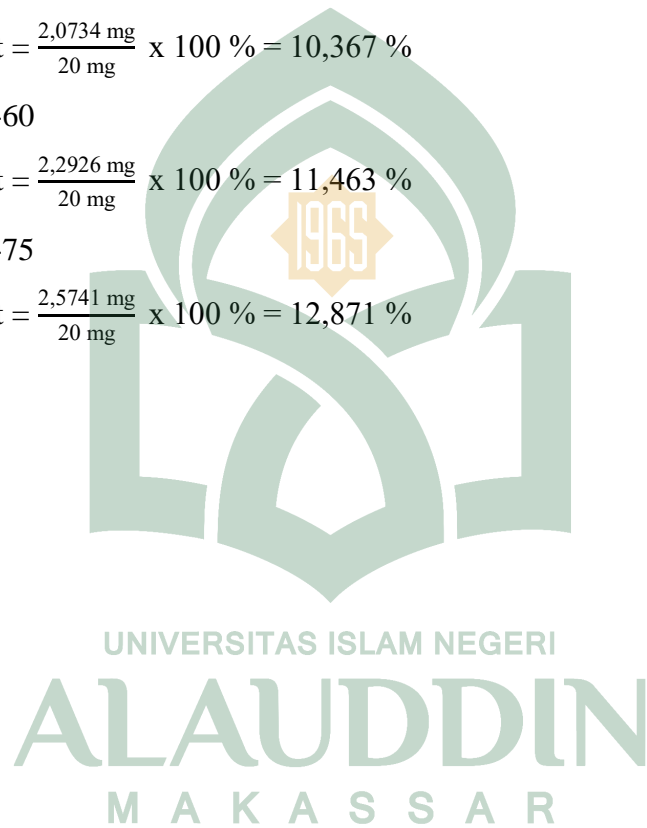 t = 2,0734 mg / 20 mg x 100 % = 10,367 %
-60
t = 2,2926 mg / 20 mg x 100 % = 11,463 %
-75
t = 2,5741 mg / 20 mg x 100 % = 12,871 %
1965
UNIVERSITAS ISLAM NEGERI
ALAUDDIN
MAKASSAR